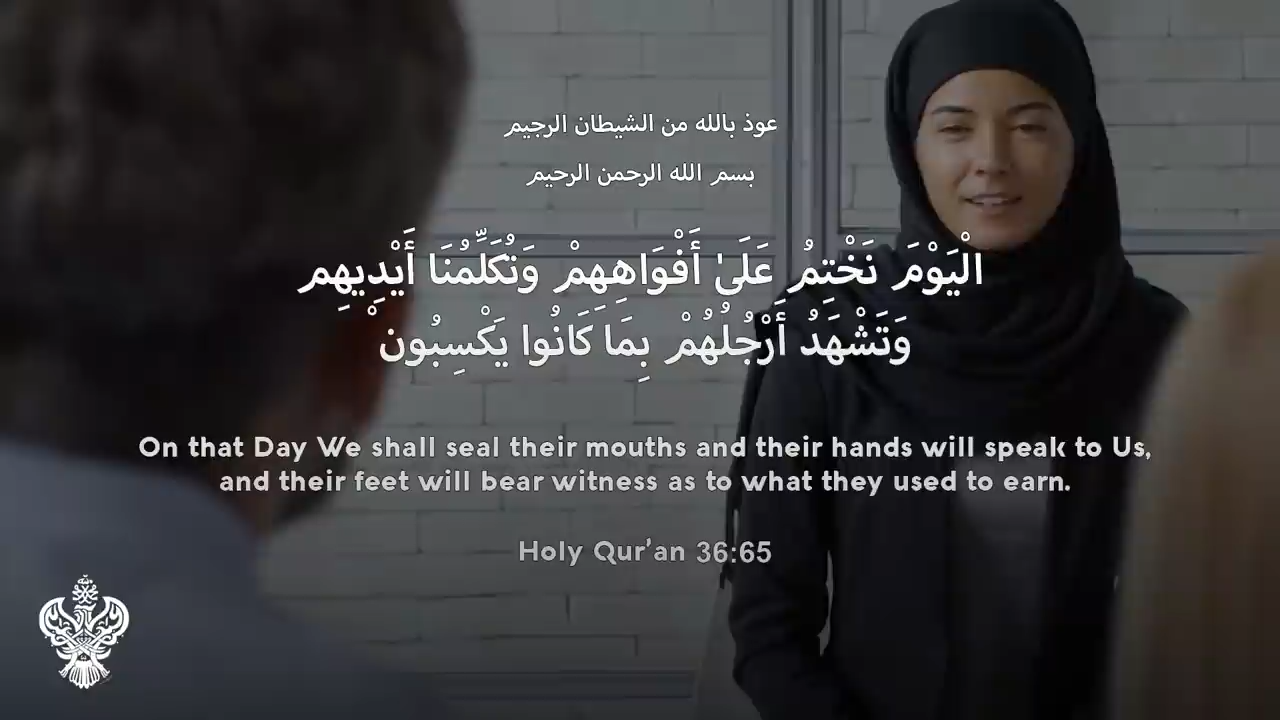 عوذ بالله من الشيطان الرجيم
بسم الله الرحمن الرحيم
الْيَوْمَ نَخْتِمُ عَلَىٰ أَفْوَاهِهِمْ وَتُكَلِّمُنَا أَيْدِيهِم
وَتَشْهَدُ أَرْجُلُهُمْ بِمَا كَانُوا يَكْسِبُونْ
On that Day We shall seal their mouths and their hands will speak to Us,
and their feet will bear witness as to what they used to earn.
Holy Qur'an 36:65